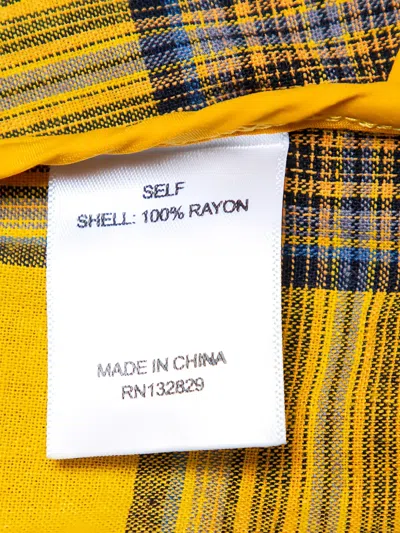 SELF
SHELL: 100% RAYON
MADE IN CHINA
RN132829